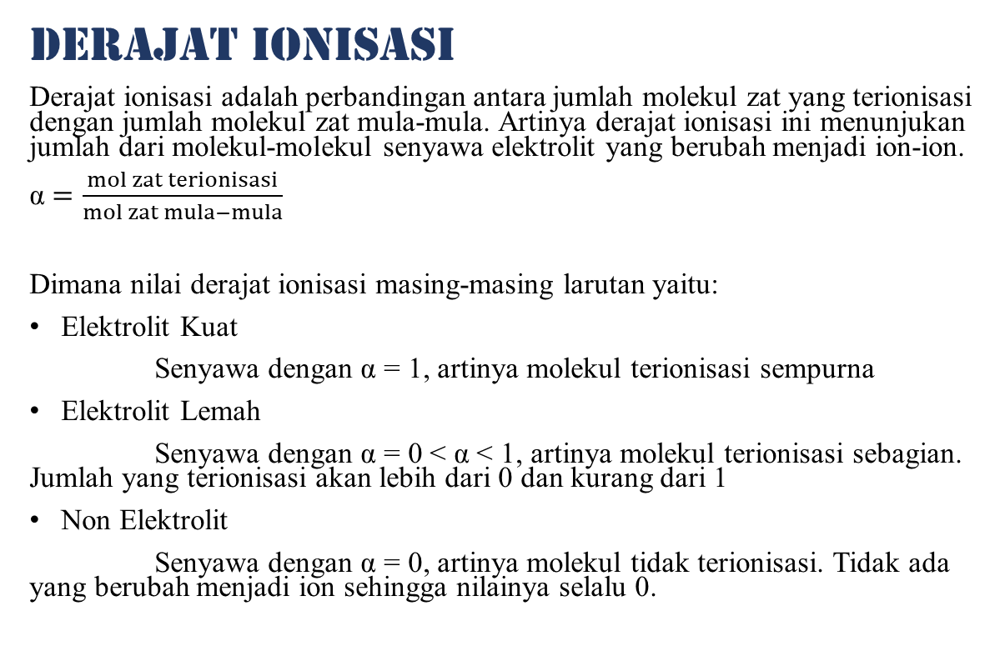 DERAJAT IONISASI
Derajat ionisasi adalah perbandingan antara jumlah molekul zat yang terionisasi
dengan jumlah molekul zat mula-mula. Artinya derajat ionisasi ini menunjukan
jumlah dari molekul-molekul senyawa elektrolit yang berubah menjadi ion-ion.
α = mol zat terionisasi
mol zat mula−mula
Dimana nilai derajat ionisasi masing-masing larutan yaitu:
• Elektrolit Kuat
Senyawa dengan α = 1, artinya molekul terionisasi sempurna
• Elektrolit Lemah
Senyawa dengan α = 0 < α < 1, artinya molekul terionisasi sebagian.
Jumlah yang terionisasi akan lebih dari 0 dan kurang dari 1
• Non Elektrolit
Senyawa dengan α = 0, artinya molekul tidak terionisasi. Tidak ada
yang berubah menjadi ion sehingga nilainya selalu 0.